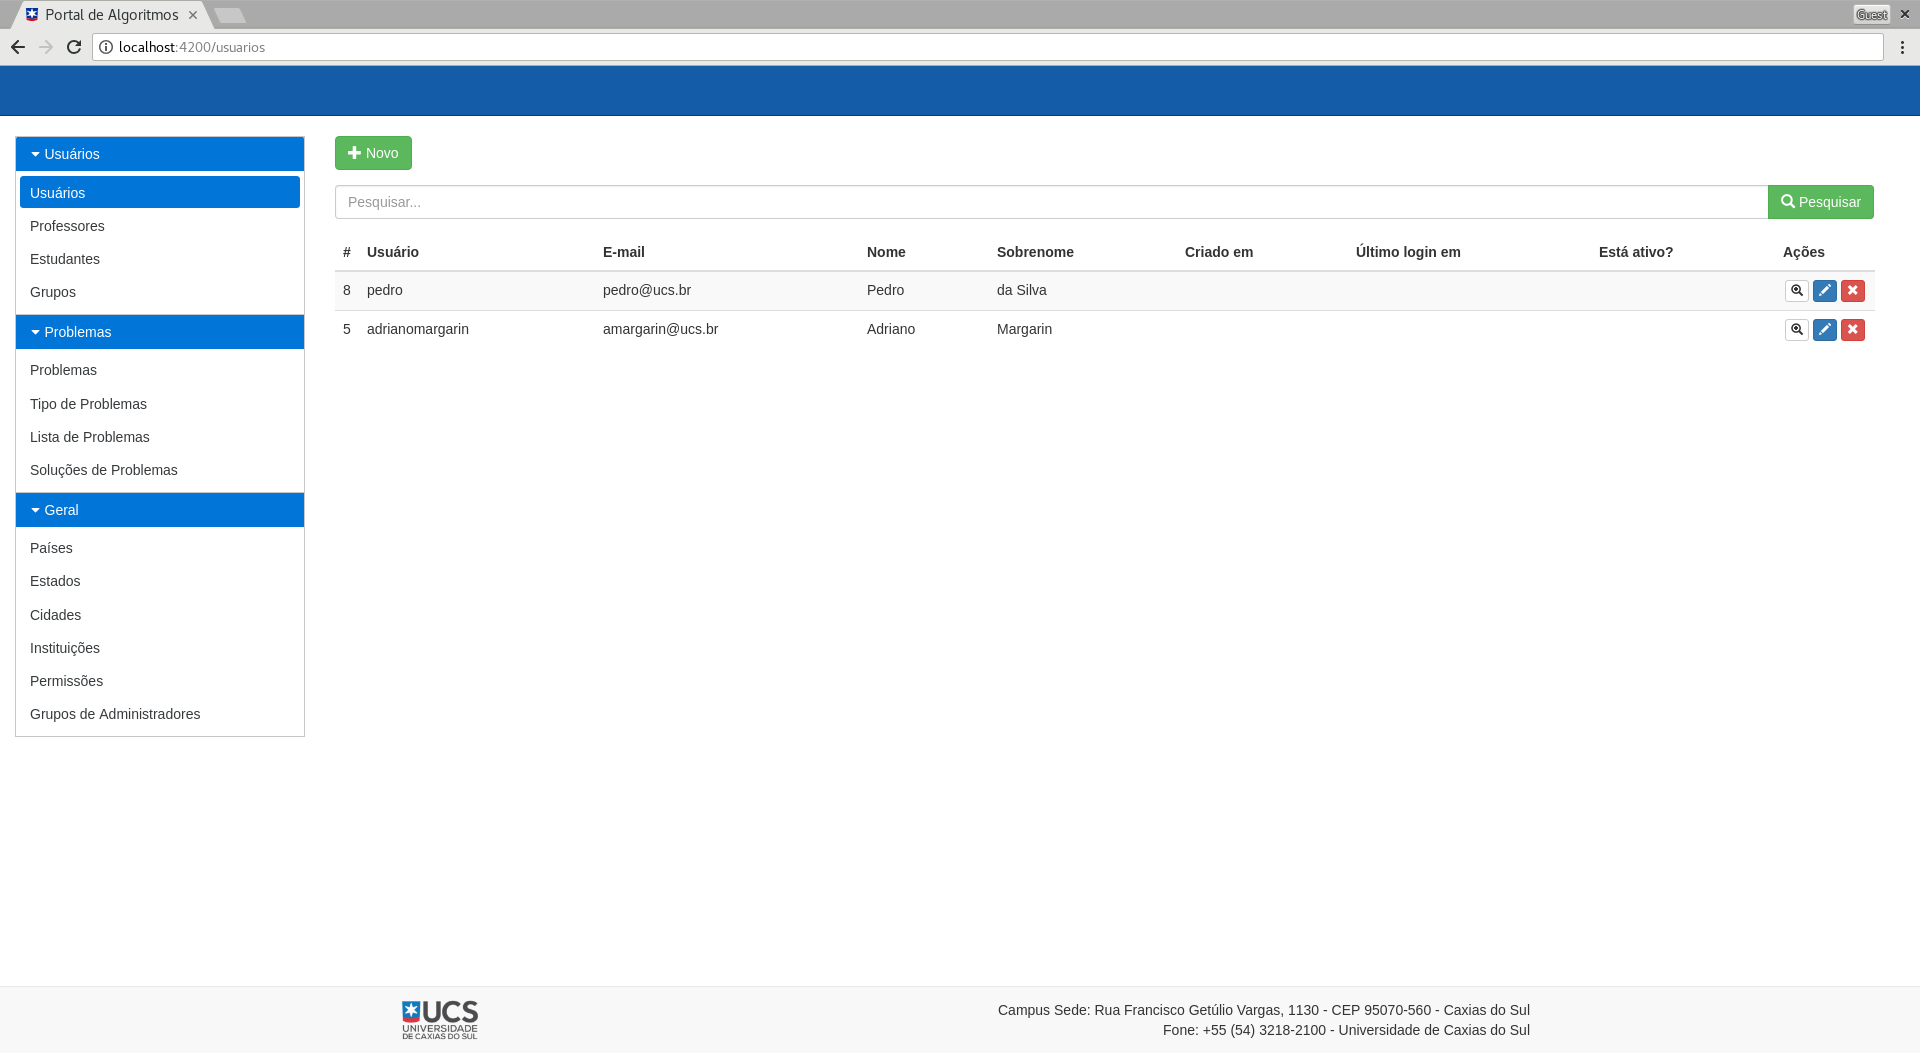 Portal de Algoritmos
Guest
localhost:4200/usuarios
Usuários
Usuários
Professores
Estudantes
Grupos
Problemas
Problemas
Tipo de Problemas
Lista de Problemas
Soluções de Problemas
Geral
Países
Estados
Cidades
Instituições
Permissões
Grupos de Administradores
Novo
Pesquisar... Pesquisar
# Usuário E-mail Nome Sobrenome Criado em Último login em Está ativo? Ações
8 pedro pedro@ucs.br Pedro da Silva
5 adrianomargarin amargarin@ucs.br Adriano Margarin
UCS
UNIVERSIDADE
DE CAXIAS DO SUL
Campus Sede: Rua Francisco Getúlio Vargas, 1130 - CEP 95070-560 - Caxias do Sul
Fone: +55 (54) 3218-2100 - Universidade de Caxias do Sul